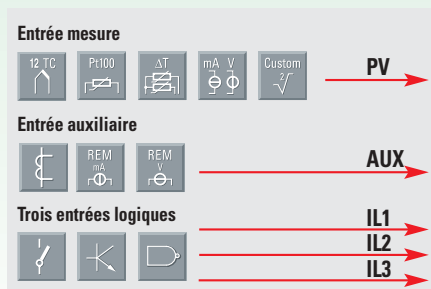 Entrée mesure
12 TC
Pt100
ΔT
mA V
Custom
2√
PV
Entrée auxiliaire
REM
mA
REM
V
AUX
Trois entrées logiques
IL1
IL2
IL3